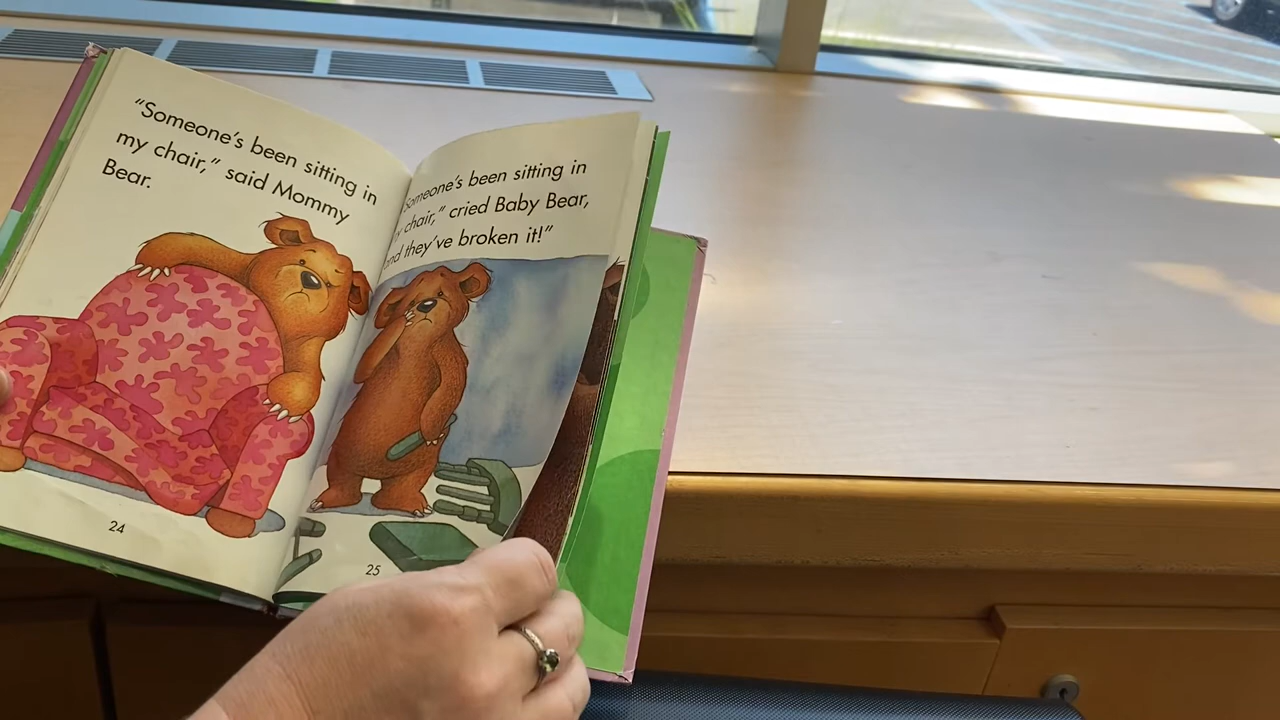 “Someone’s been sitting in
my chair,” said Mommy
Bear.
24
Someone’s been sitting in
chair,” cried Baby Bear,
and they’ve broken it!”
25